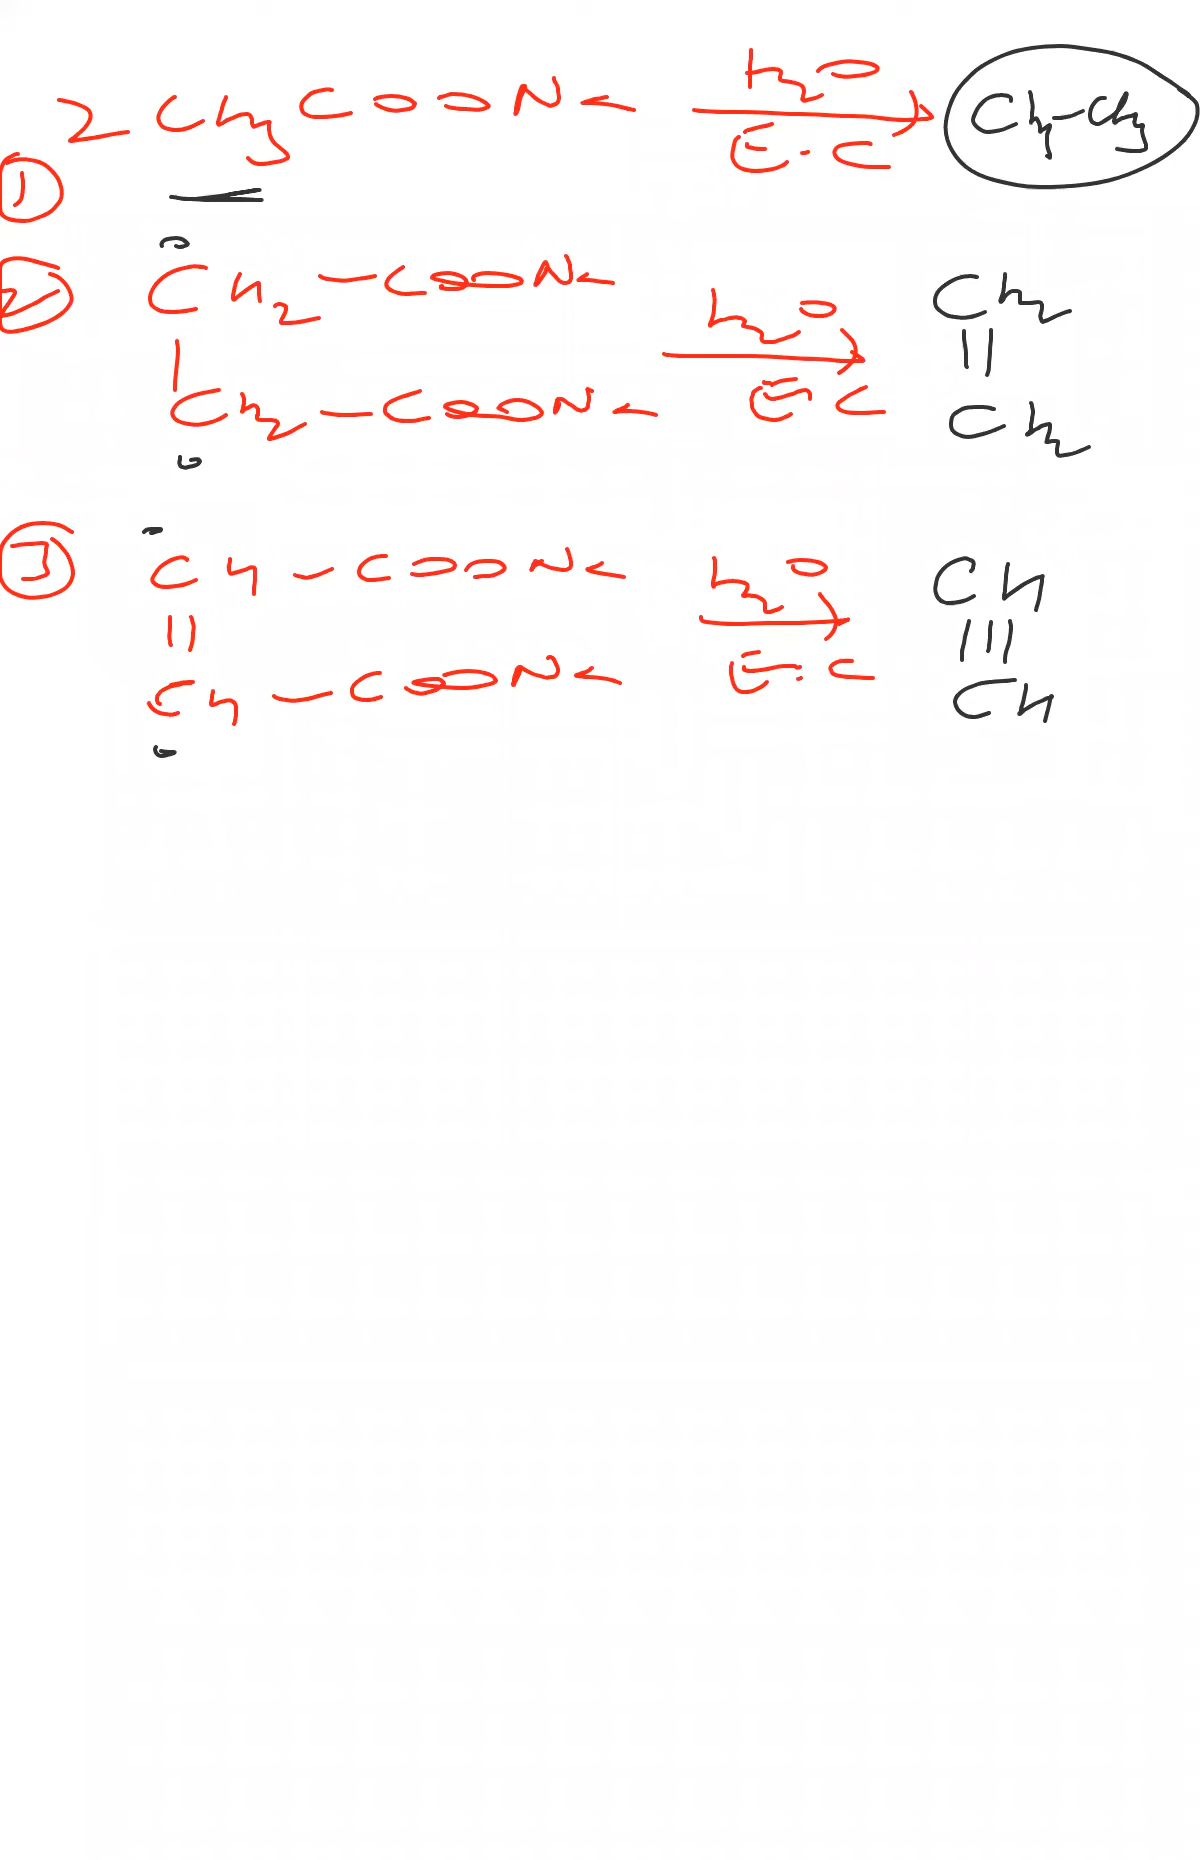 2 CH3COONa H2O E.C CH3-CH3
①
② CH2-COONa H2O CH2
| E.C ||
CH2-COONa CH2
③ CH-COONa H2O CH
|| E.C |||
CH-COONa CH